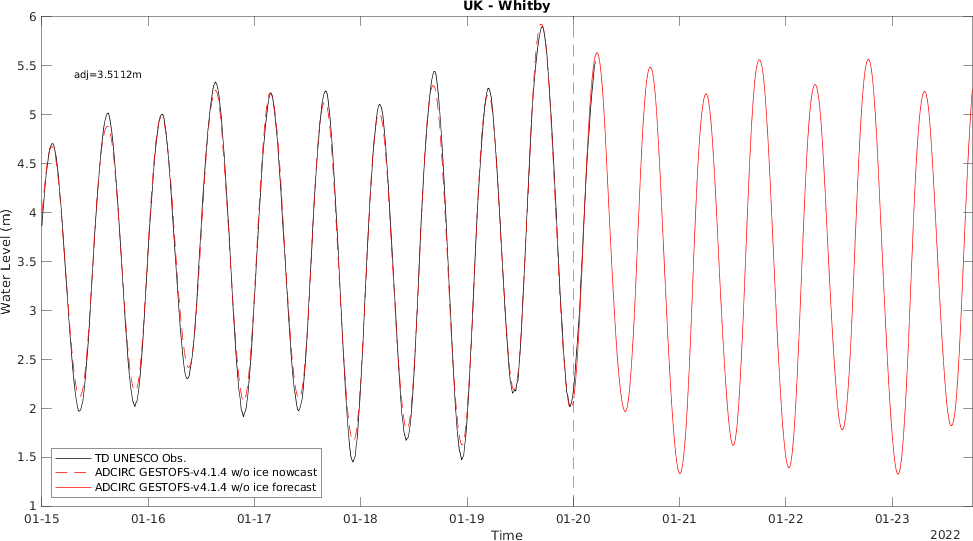 UK - Whitby
adj=3.5112m
Water Level (m)
6
5.5
5
4.5
4
3.5
3
2.5
2
1.5
1
TD UNESCO Obs.
ADCIRC GESTOFS-v4.1.4 w/o ice nowcast
ADCIRC GESTOFS-v4.1.4 w/o ice forecast
01-15 01-16 01-17 01-18 01-19 01-20 01-21 01-22 01-23
Time
2022